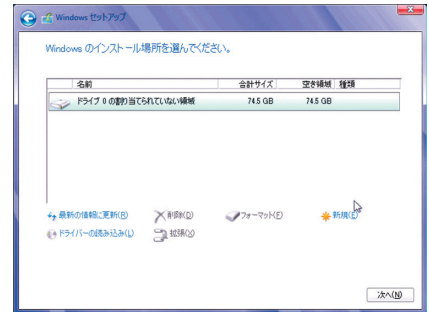 Windows セットアップ
Windows のインストール場所を選んでください。
名前 合計サイズ 空き領域 種類
ドライブ 0 の割り当てられていない領域 74.5 GB 74.5 GB
最新の情報に更新(R) 削除(D) フォーマット(F) 新規(E)
ドライバーの読み込み(L) 拡張(X)
次へ(N)